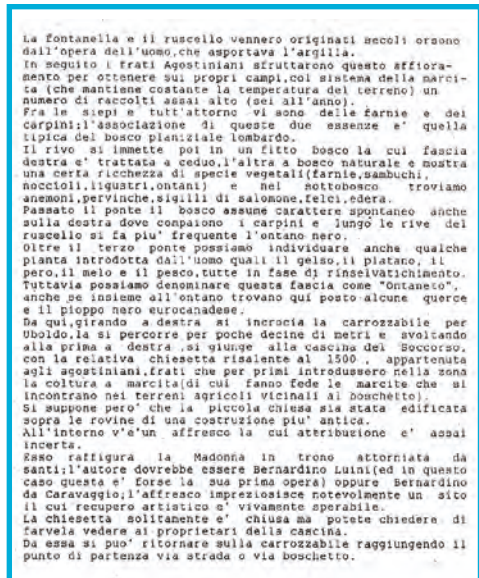 La fontanella e il ruscello vennero originati secoli orsono
dall'opera dell'uomo,che asportava l'argilla.
In seguito i frati Agostiniani sfruttarono questo affiora-
mento per ottenere sui propri campi,col sistema della marci-
ta (che mantiene costante la temperatura del terreno) un
numero di raccolti assai alto (sei all'anno).
Fra le siepi e tutt'attorno vi sono delle farnie e dei
carpini;l'associazione di queste due essenze e' quella
tipica del bosco planiziale lombardo.
Il rivo si immette poi in un fitto bosco la cui fascia
destra e' trattata a ceduo,l'altra a bosco naturale e mostra
una certa ricchezza di specie vegetali(farnie,sambuchi,
noccioli,ligustri,ontani) e nel sottobosco troviamo
anemoni,pervinche,sigilli di salomone,felci,edera.
Passato il ponte il bosco assume carattere spontaneo anche
sulla destra dove compaiono i carpini e lungo le rive del
ruscello si fa piu' frequente l'ontano nero.
Oltre il terzo ponte possiamo individuare anche qualche
pianta introdotta dall'uomo quali il gelso,il platano, il
pero,il melo e il pesco,tutte in fase di rinselvatichimento.
Tuttavia possiamo denominare questa fascia come "Ontaneto",
anche se insieme all'ontano trovano qui posto alcune querce
e il pioppo nero eurocanadese.
Da qui,girando a destra si incrocia la carrozzabile per
Uboldo,la si percorre per poche decine di metri e svoltando
alla prima a destra ,si giunge alla cascina del Soccorso,
con la relativa chiesetta risalente al 1500 , appartenuta
agli agostiniani,frati che per primi introdussero nella zona
la coltura a marcita(di cui fanno fede le marcite che si
incontrano nei terreni agricoli vicinali al boschetto).
Si suppone pero' che la piccola chiesa sia stata edificata
sopra le rovine di una costruzione piu' antica.
All'interno v'e'un affresco la cui attribuzione e' assai
incerta.
Esso raffigura la Madonna in trono attorniata da
santi;l'autore dovrebbe essere Bernardino Luini(ed in questo
caso questa e' forse la sua prima opera) oppure Bernardino
da Caravaggio;l'affresco impreziosisce notevolmente un sito
il cui recupero artistico e' vivamente sperabile.
La chiesetta solitamente e' chiusa ma potete chiedere di
farvela vedere ai proprietari della cascina.
Da essa si puo' ritornare sulla carrozzabile raggiungendo il
punto di partenza via strada o via boschetto.